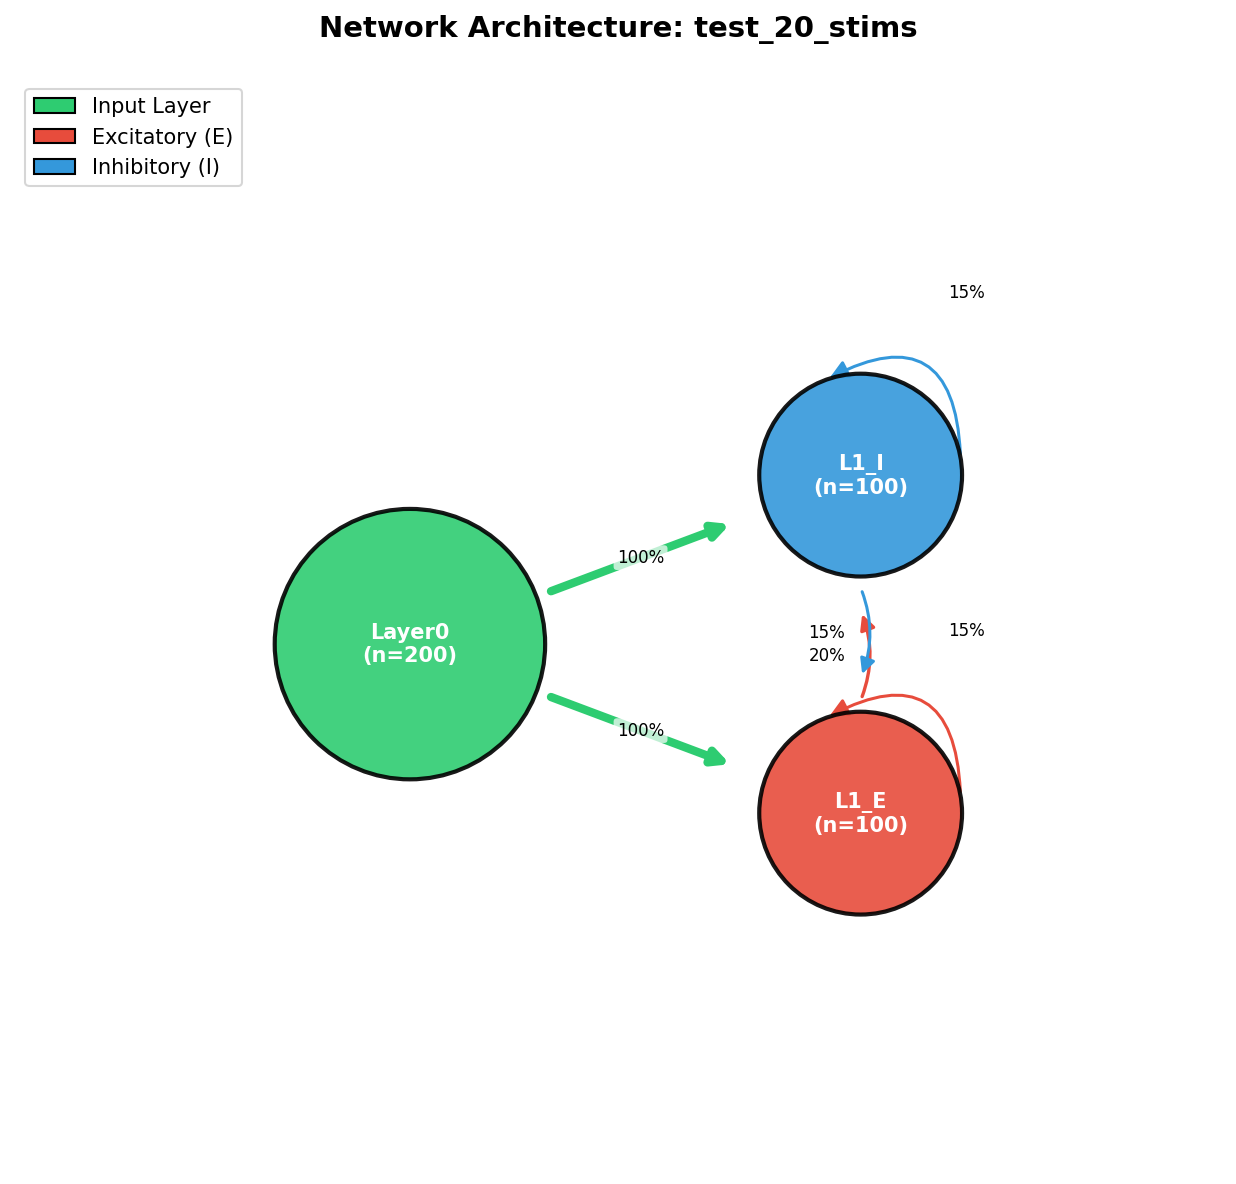 Network Architecture: test_20_stims
Input Layer
Excitatory (E)
Inhibitory (I)
15%
L1_I
(n=100)
100%
Layer0
(n=200)
15%
20%
15%
100%
L1_E
(n=100)